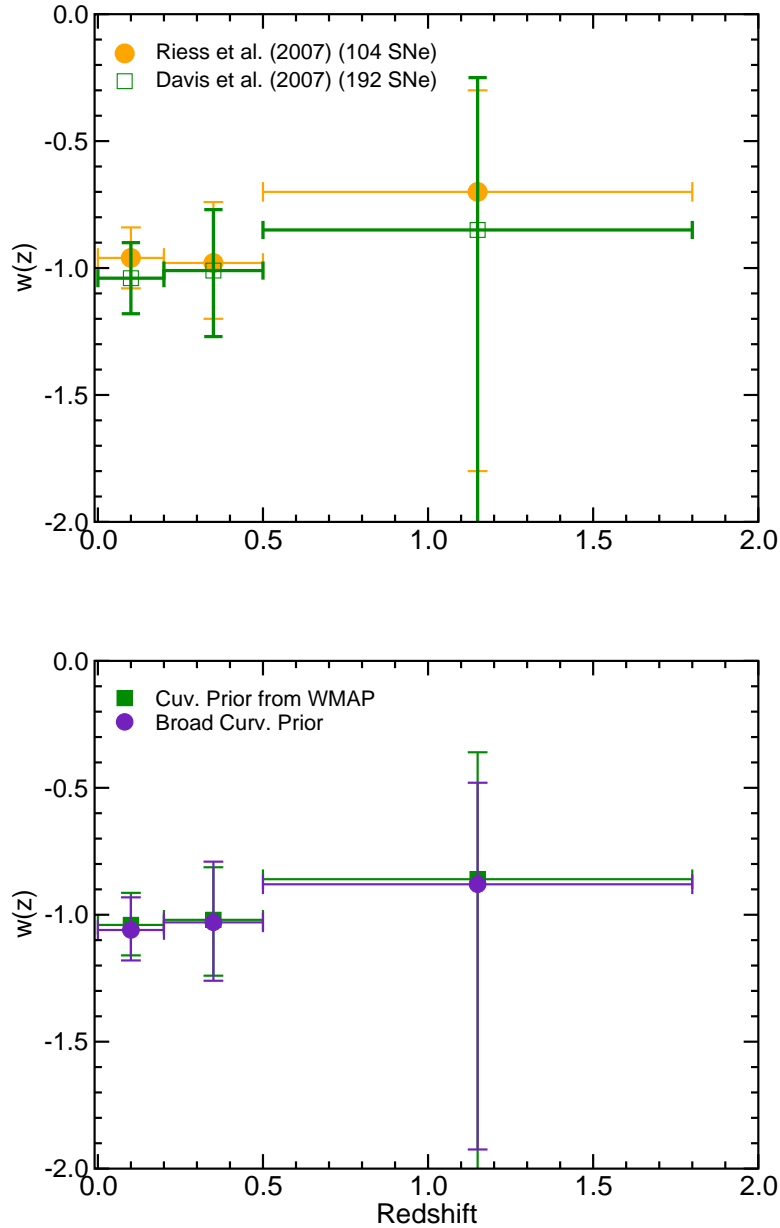 0.0
Riess et al. (2007) (104 SNe)
Davis et al. (2007) (192 SNe)
-0.5
w(z)
-1.0
-1.5
-2.0
0.0 0.5 1.0 1.5 2.0
0.0
Cuv. Prior from WMAP
Broad Curv. Prior
-0.5
w(z)
-1.0
-1.5
-2.0
0.0 0.5 1.0 1.5 2.0
Redshift